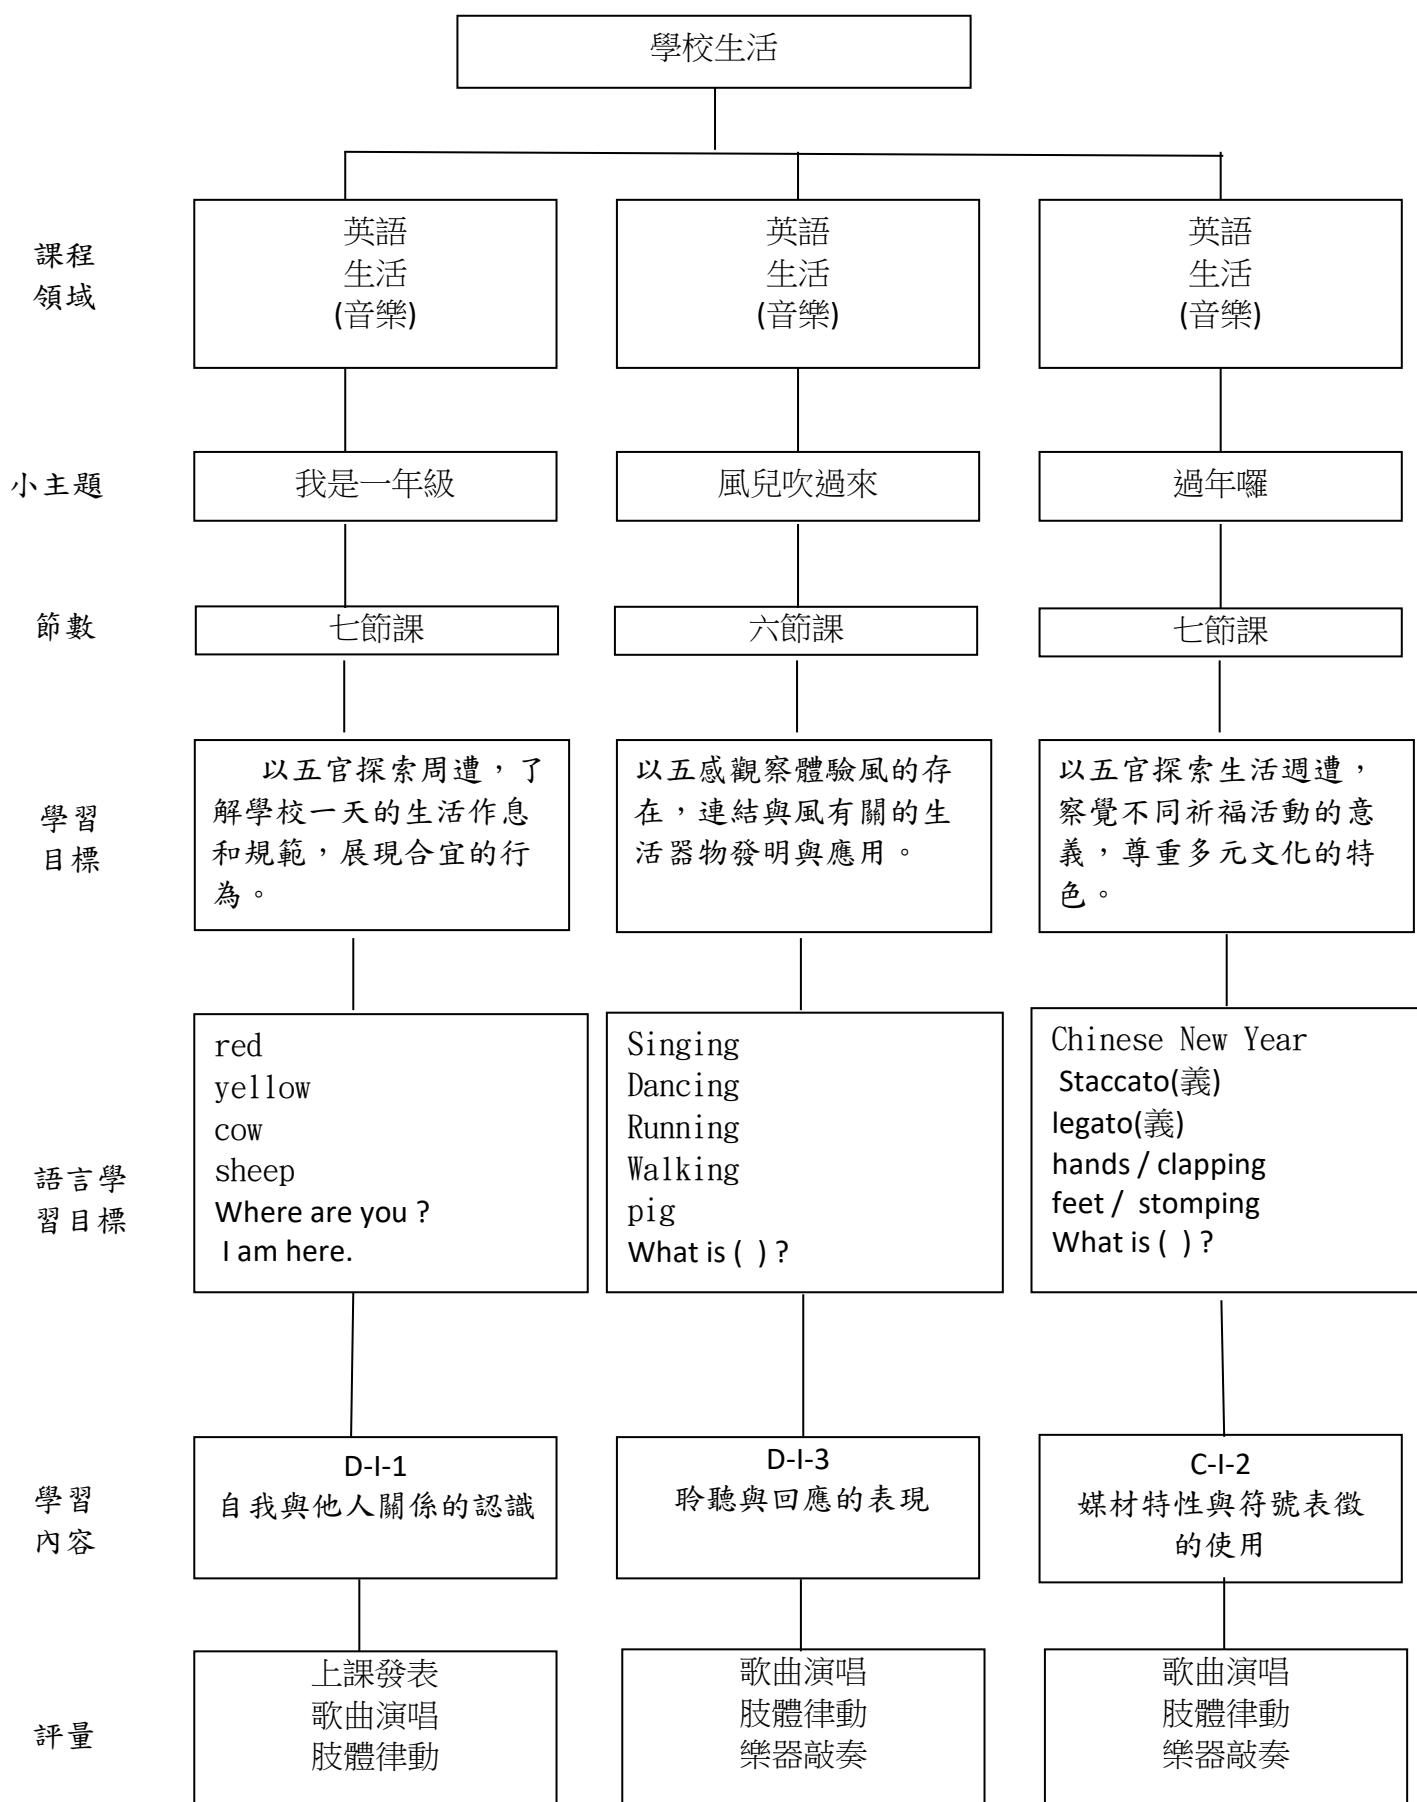 學校生活
課程
領域
英語
生活
(音樂)
英語
生活
(音樂)
英語
生活
(音樂)
小主題
我是一年級
風兒吹過來
過年囉
節數
七節課
六節課
七節課
學習
目標
以五官探索周遭，了
解學校一天的生活作息
和規範，展現合宜的行
為。
以五感觀察體驗風的存
在，連結與風有關的生
活器物發明與應用。
以五官探索生活週遭，
察覺不同祈福活動的意
義，尊重多元文化的特
色。
語言學
習目標
red
yellow
cow
sheep
Where are you ?
I am here.
Singing
Dancing
Running
Walking
pig
What is ( ) ?
Chinese New Year
Staccato(義)
legato(義)
hands / clapping
feet / stomping
What is ( ) ?
學習
內容
D-I-1
自我與他人關係的認識
D-I-3
聆聽與回應的表現
C-I-2
媒材特性與符號表徵
的使用
評量
上課發表
歌曲演唱
肢體律動
歌曲演唱
肢體律動
樂器敲奏
歌曲演唱
肢體律動
樂器敲奏